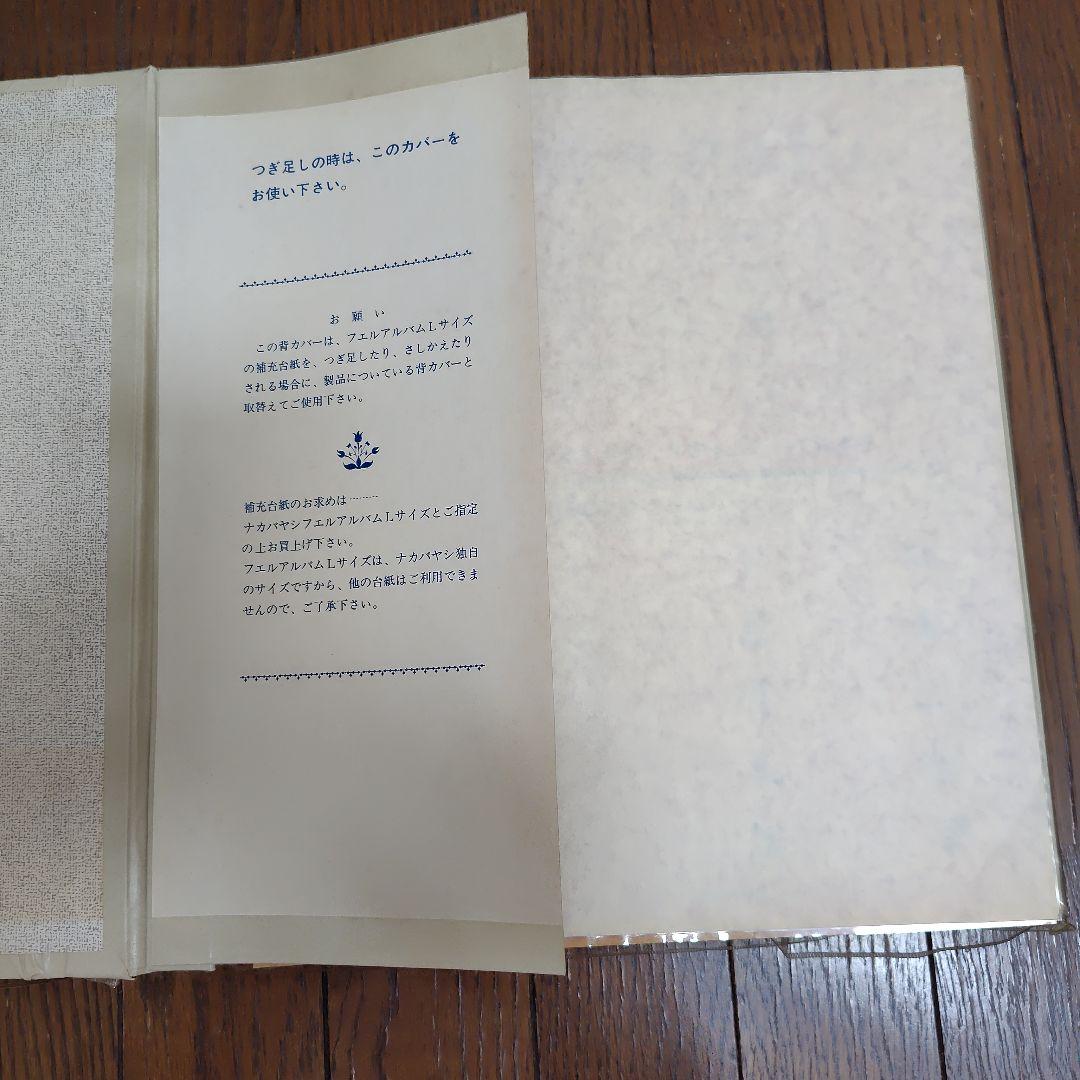 つぎ足しの時は、このカバーを
お使い下さい。
お願い
この背カバーは、フエルアルバムLサイズ
の補充台紙を、つぎ足したり、さしかえたり
される場合に、製品についている背カバーと
取替えてご使用下さい。
補充台紙のお求めは………
ナカバヤシフエルアルバムLサイズとご指定
の上お買上げ下さい。
フエルアルバムLサイズは、ナカバヤシ独自
のサイズですから、他の台紙はご利用できま
せんので、ご了承下さい。